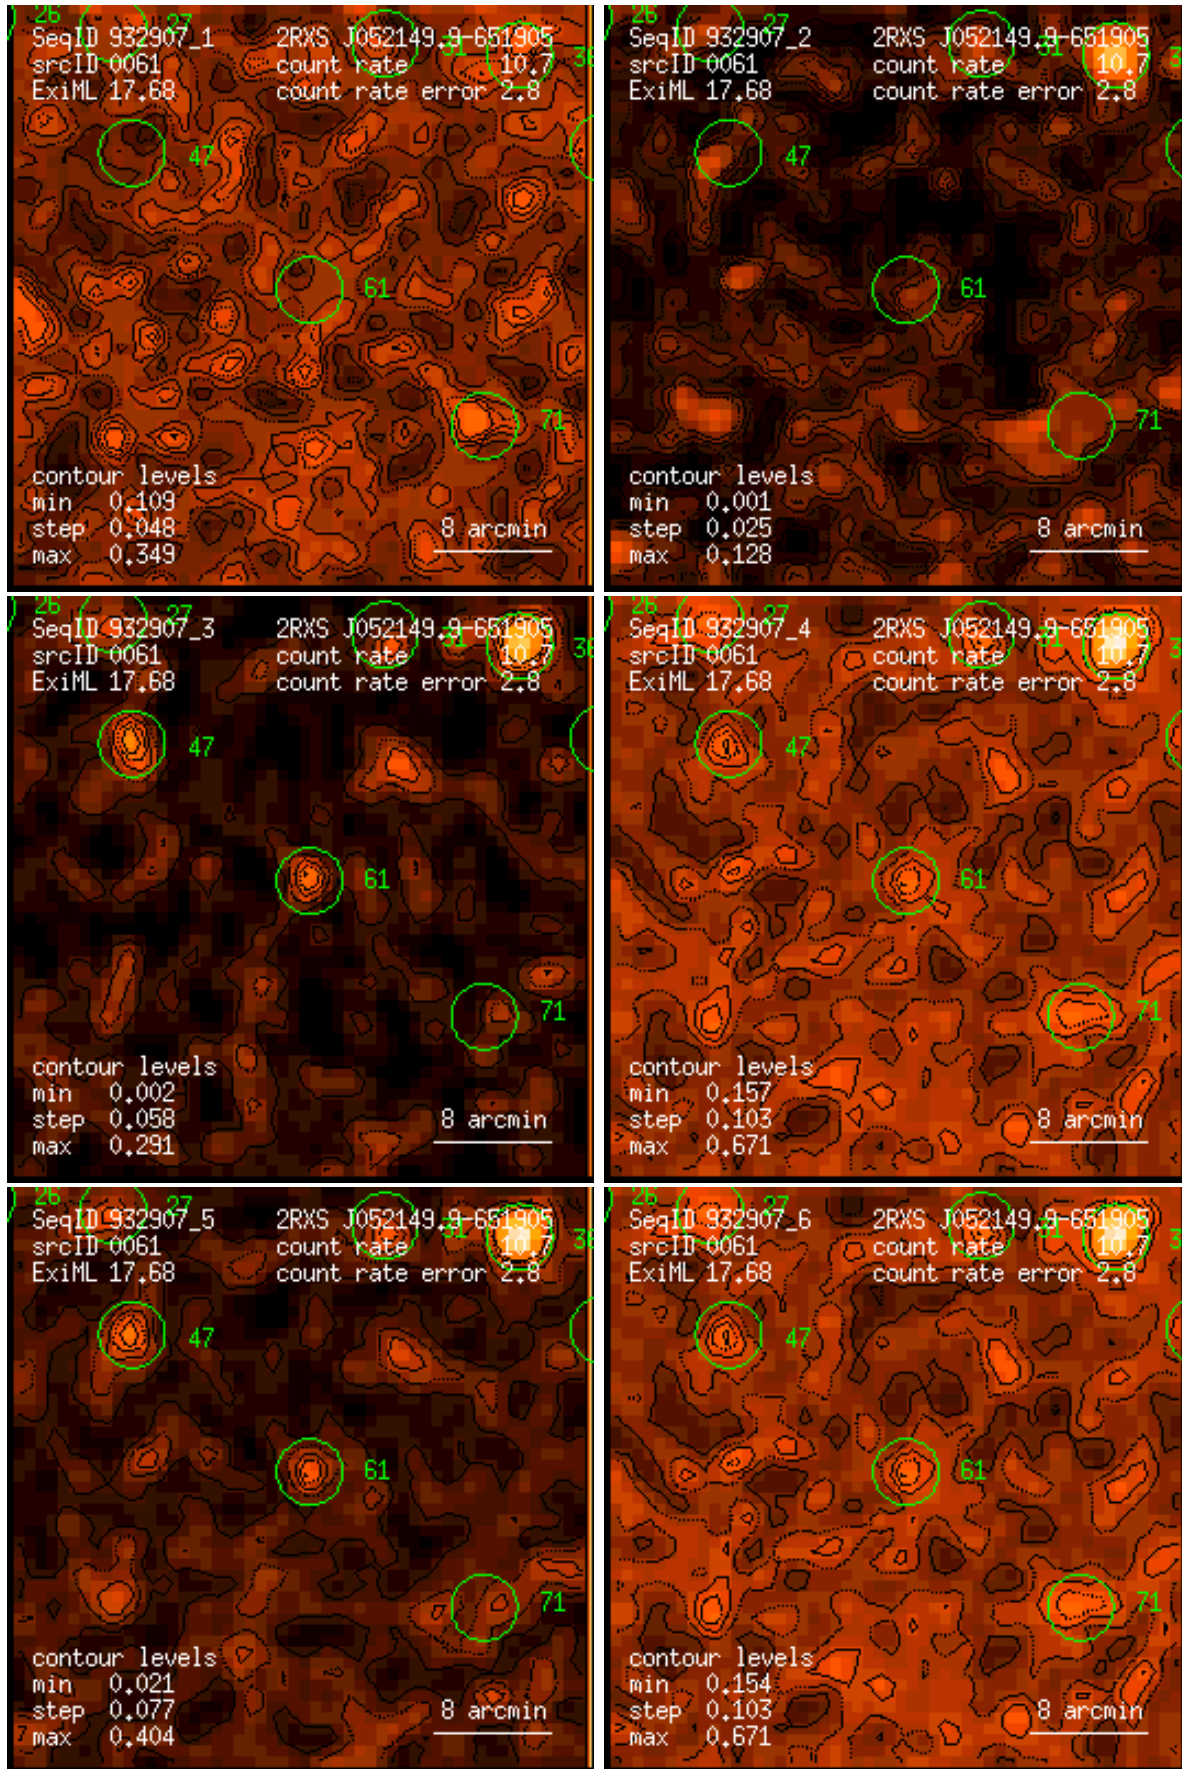 26 27
SeqID 932907_1 2RXS J052149.9-651905
31 38
srcID 0061 count rate 10.7
ExiML 17.68 count rate error 2.8
47
61
71
contour levels
min 0.109
step 0.048 8 arcmin
max 0.349
26 27
SeqID 932907_2 2RXS J052149.9-651905
31 3
srcID 0061 count rate 10.7
ExiML 17.68 count rate error 2.8
47
61
71
contour levels
min 0.001
step 0.025 8 arcmin
max 0.128
26 27
SeqID 932907_3 2RXS J052149.9-651905
31 38
srcID 0061 count rate 10.7
ExiML 17.68 count rate error 2.8
47
61
71
contour levels
min 0.002
step 0.058 8 arcmin
max 0.291
26 27
SeqID 932907_4 2RXS J052149.9-651905
31 3
srcID 0061 count rate 10.7
ExiML 17.68 count rate error 2.8
47
61
71
contour levels
min 0.157
step 0.103 8 arcmin
max 0.671
26 27
SeqID 932907_5 2RXS J052149.9-651905
31 38
srcID 0061 count rate 10.7
ExiML 17.68 count rate error 2.8
47
61
71
contour levels
min 0.021
step 0.077 8 arcmin
max 0.404
26 27
SeqID 932907_6 2RXS J052149.9-651905
31 3
srcID 0061 count rate 10.7
ExiML 17.68 count rate error 2.8
47
61
71
contour levels
min 0.154
step 0.103 8 arcmin
max 0.671